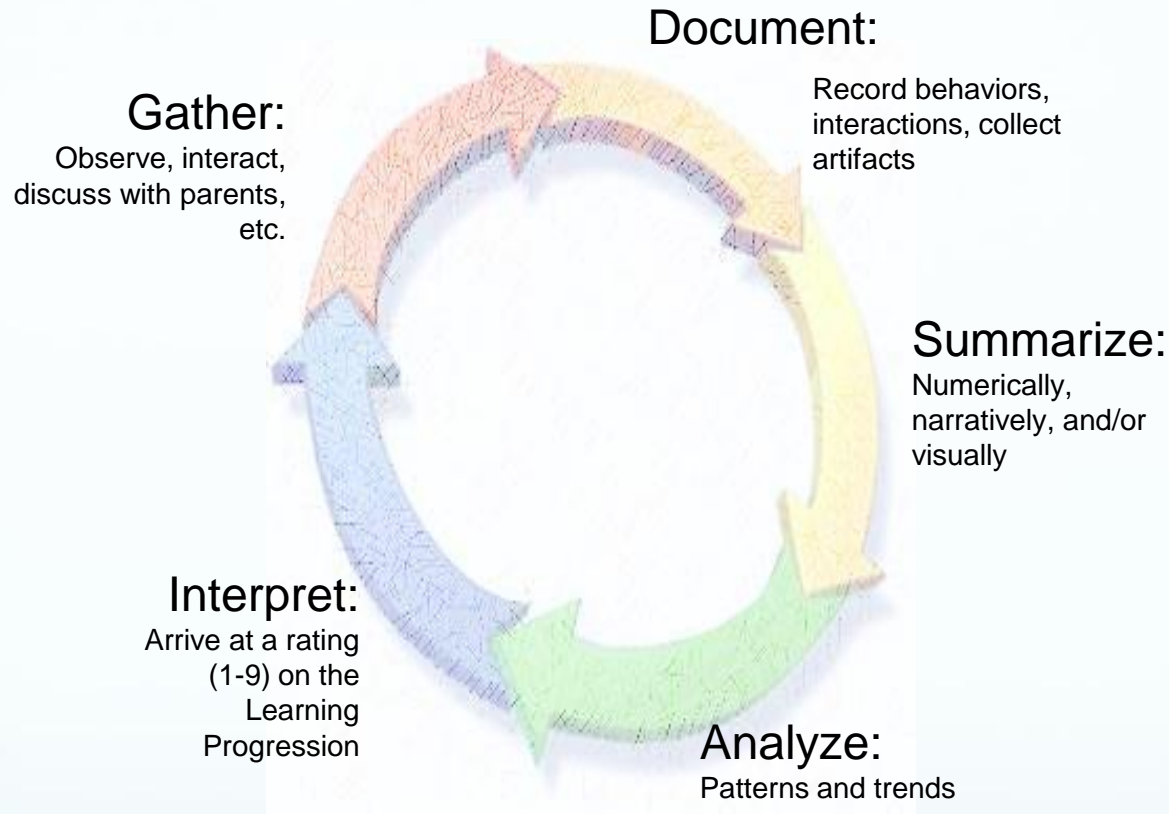 Document:
Record behaviors,
interactions, collect
artifacts
Gather:
Observe, interact,
discuss with parents,
etc.
Summarize:
Numerically,
narratively, and/or
visually
Interpret:
Arrive at a rating
(1-9) on the
Learning
Progression
Analyze:
Patterns and trends